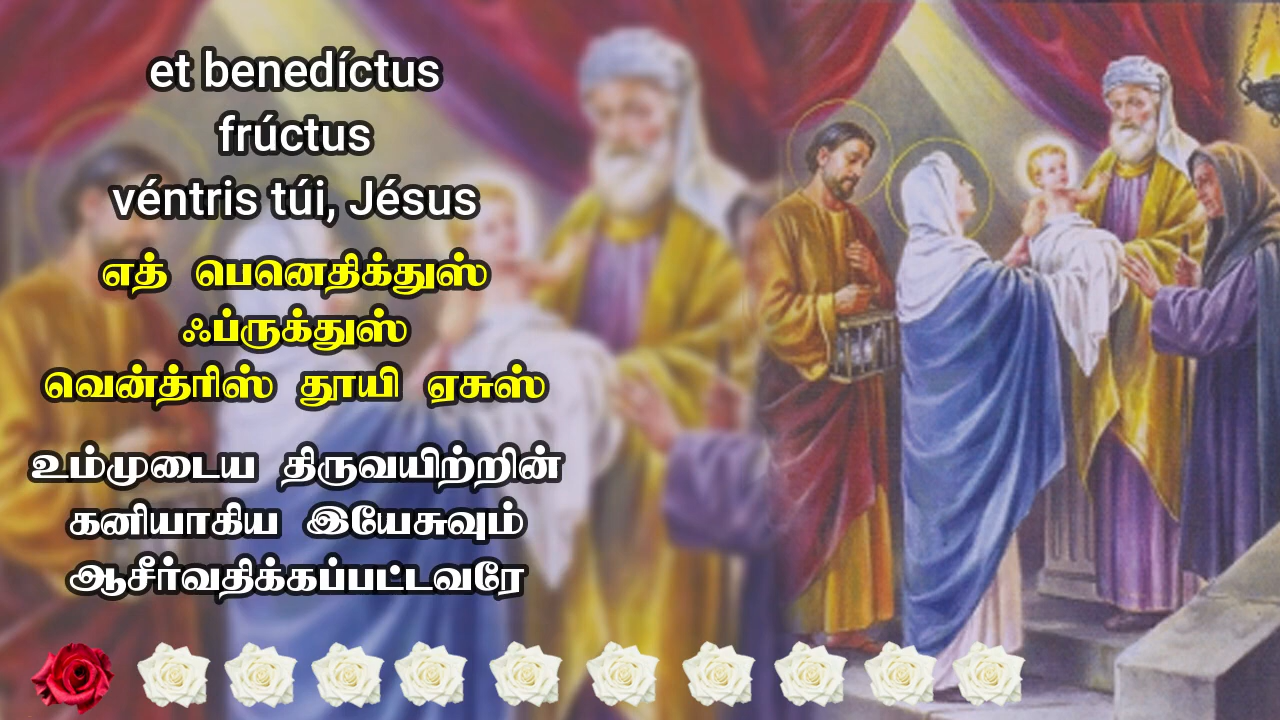 et benedíctus
frúctus
véntris túi, Jésus
எத் பெனெதிக்துஸ்
ஃப்ருக்துஸ்
வென்த்ரிஸ் தூயி ஏசுஸ்
உம்முடைய திருவயிற்றின்
கனியாகிய இயேசுவும்
ஆசீர்வதிக்கப்பட்டவரே